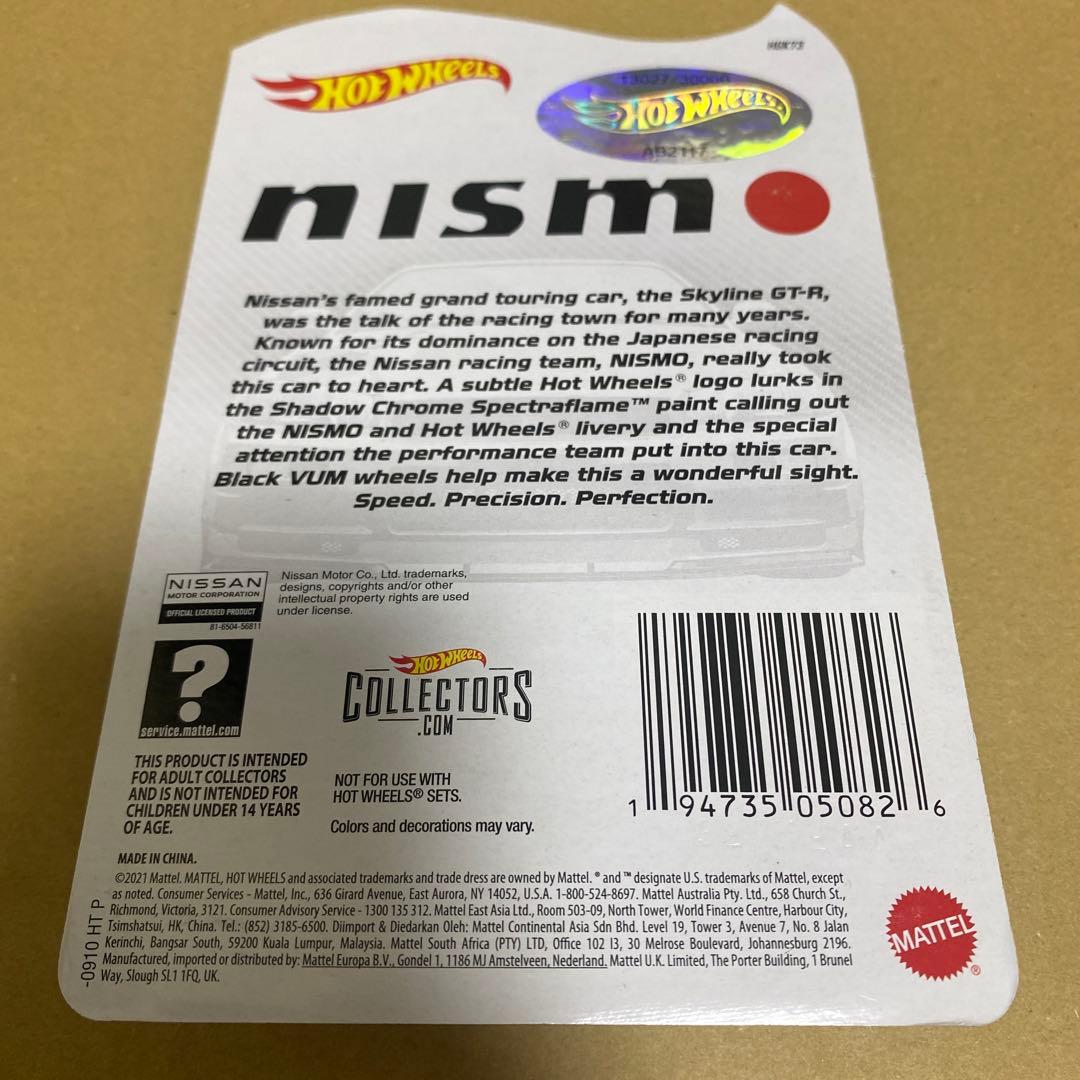 HOT WHEELS
13027/30000
HOT WHEELS
nismo
Nissan's famed grand touring car, the Skyline GT-R,
was the talk of the racing town for many years.
Known for its dominance on the Japanese racing
circuit, the Nissan racing team, NISMO, really took
this car to heart. A subtle Hot Wheels® logo lurks in
the Shadow Chrome Spectraflame™ paint calling out
the NISMO and Hot Wheels® livery and the special
attention the performance team put into this car.
Black VUM wheels help make this a wonderful sight.
Speed. Precision. Perfection.
NISSAN
MOTOR CORPORATION
OFFICIAL LICENSED PRODUCT
81-6504-56811
Nissan Motor Co., Ltd. trademarks,
designs, copyrights and/or other
intellectual property rights are used
under license.
?
service.mattel.com
HOT WHEELS
COLLECTORS
.COM
THIS PRODUCT IS INTENDED
FOR ADULT COLLECTORS
AND IS NOT INTENDED FOR
CHILDREN UNDER 14 YEARS
OF AGE.
NOT FOR USE WITH
HOT WHEELS® SETS.
Colors and decorations may vary.
1 94735 05082 6
MADE IN CHINA.
©2021 Mattel. MATTEL, HOT WHEELS and associated trademarks and trade dress are owned by Mattel. ® and ™ designate U.S. trademarks of Mattel, except
as noted. Consumer Services - Mattel, Inc., 636 Girard Avenue, East Aurora, NY 14052, U.S.A. 1-800-524-8697. Mattel Australia Pty. Ltd., 658 Church St.,
Richmond, Victoria, 3121. Consumer Advisory Service - 1300 135 312. Mattel East Asia Ltd., Room 503-09, North Tower, World Finance Centre, Harbour City,
Tsimshatsui, HK, China. Tel.: (852) 3185-6500. Diimport & Diedarkan Oleh: Mattel Continental Asia Sdn Bhd. Level 19, Tower 3, Avenue 7, No. 8 Jalan
Kerinchi, Bangsar South, 59200 Kuala Lumpur, Malaysia. Mattel South Africa (PTY) LTD, Office 102 I3, 30 Melrose Boulevard, Johannesburg 2196.
Manufactured, imported or distributed by: Mattel Europa B.V., Gondel 1, 1186 MJ Amstelveen, Nederland. Mattel U.K. Limited, The Porter Building, 1 Brunel
Way, Slough SL1 1FQ, UK.
-0910 HT P
MATTEL
®